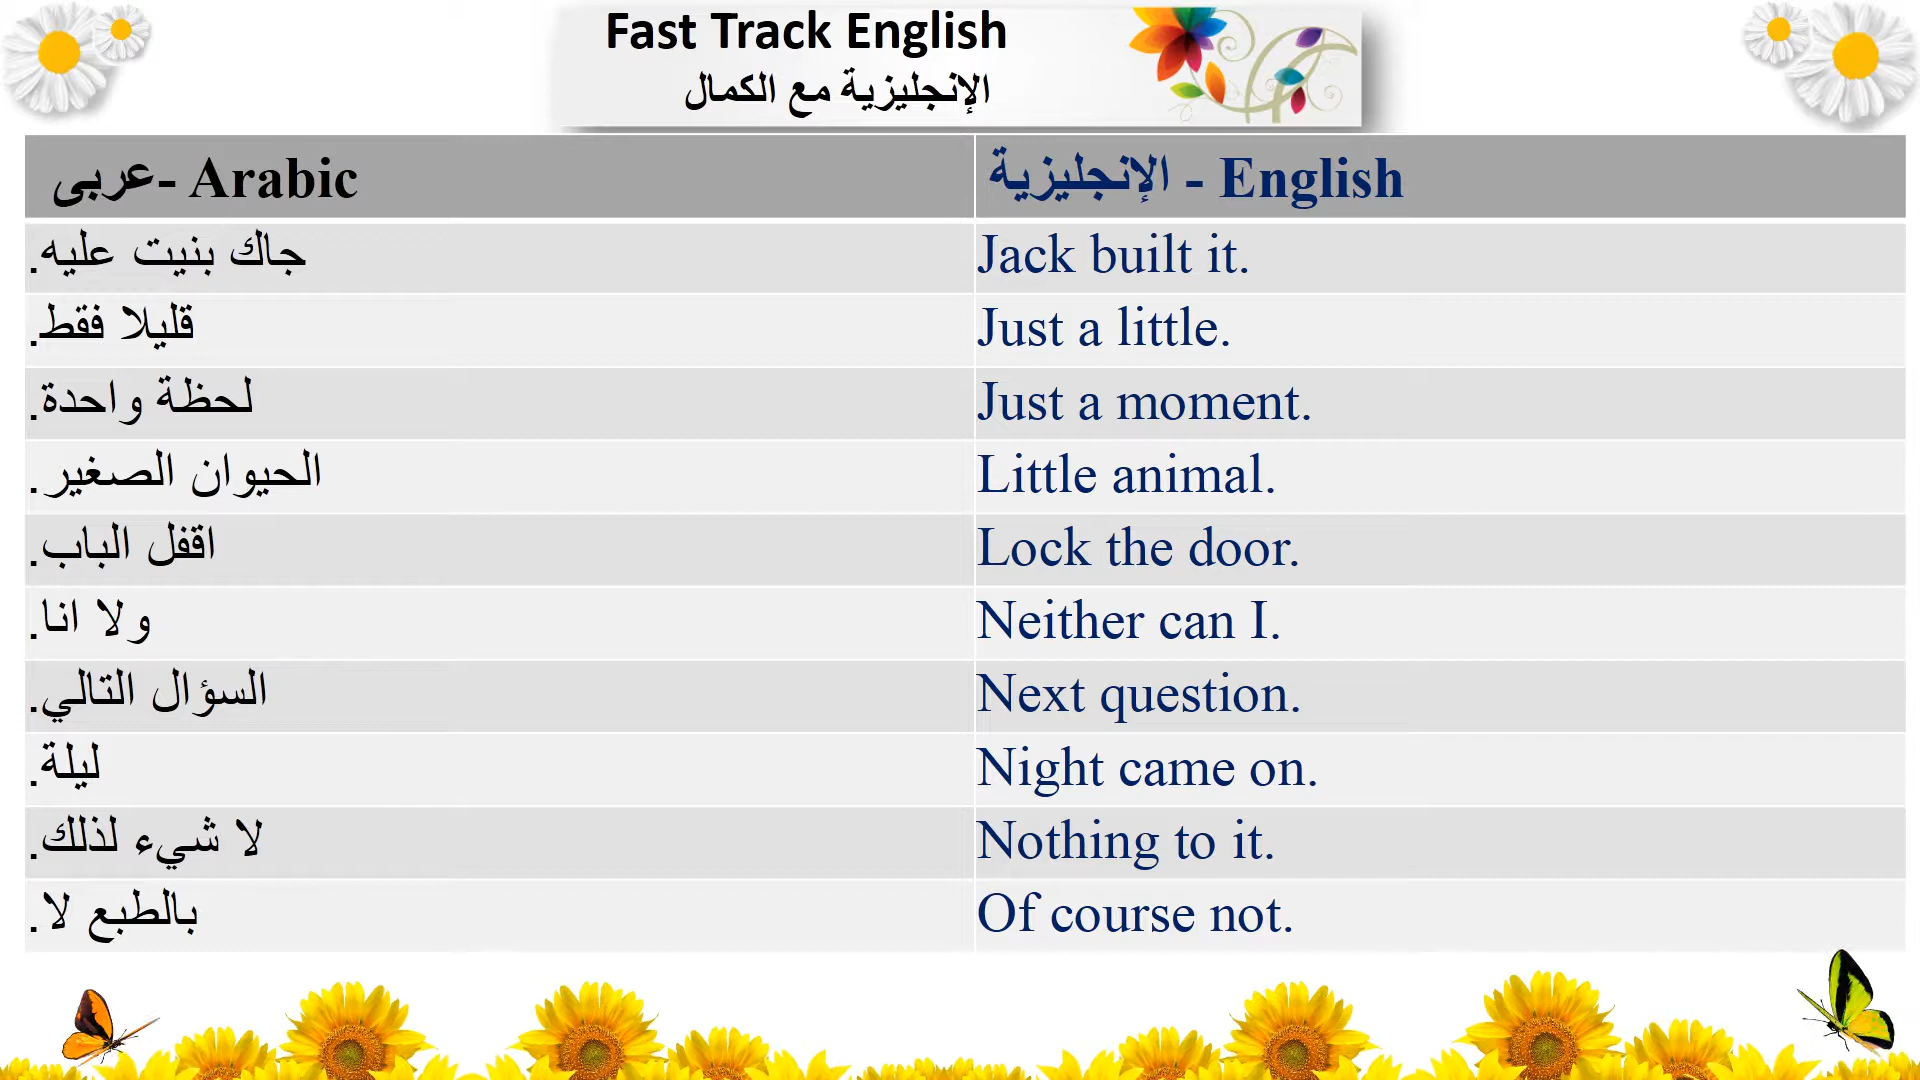 Fast Track English
الإنجليزية مع الكمال
عربى- Arabic
الإنجليزية - English
جاك بنيت عليه.
Jack built it.
قليلا فقط.
Just a little.
لحظة واحدة.
Just a moment.
الحيوان الصغير.
Little animal.
اقفل الباب.
Lock the door.
ولا انا.
Neither can I.
السؤال التالي.
Next question.
ليلة.
Night came on.
لا شيء لذلك.
Nothing to it.
بالطبع لا.
Of course not.